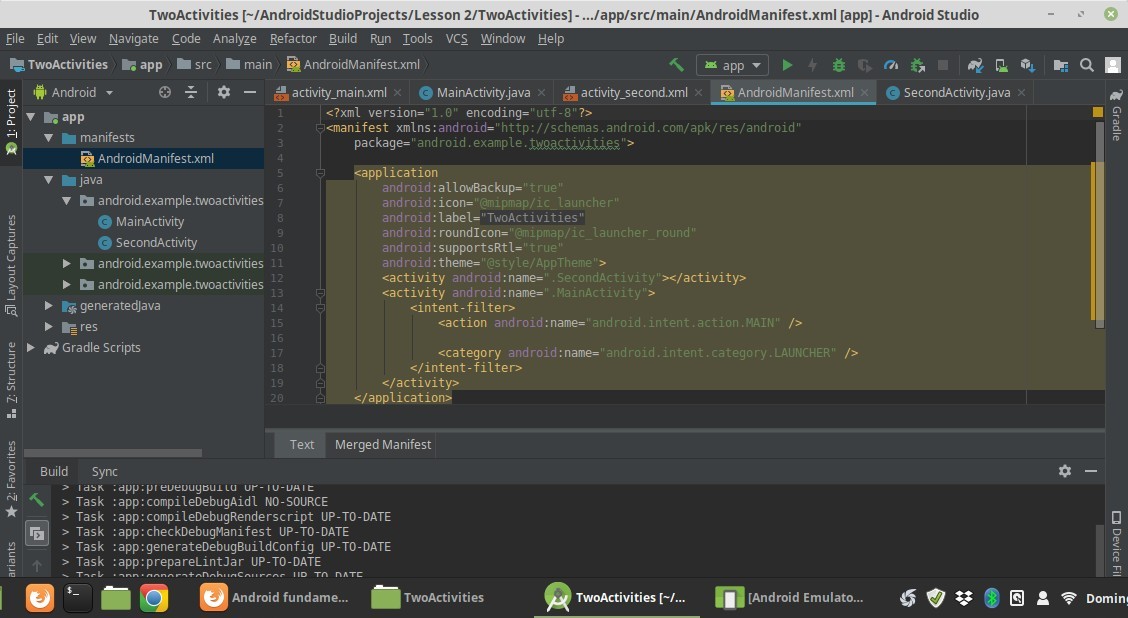 TwoActivities [~/AndroidStudioProjects/Lesson 2/TwoActivities] - .../app/src/main/AndroidManifest.xml [app] - Android Studio
File Edit View Navigate Code Analyze Refactor Build Run Tools VCS Window Help
TwoActivities app src main AndroidManifest.xml app
Android activity_main.xml MainActivity.java activity_second.xml AndroidManifest.xml SecondActivity.java
1: Project
Layout Captures
7: Structure
2: Favorites
ariants
app
manifests
AndroidManifest.xml
java
android.example.twoactivities
MainActivity
SecondActivity
android.example.twoactivities
android.example.twoactivities
generatedJava
res
Gradle Scripts
1 <?xml version="1.0" encoding="utf-8"?>
2 <manifest xmlns:android="http://schemas.android.com/apk/res/android"
3 package="android.example.twoactivities">
4
5 <application
6 android:allowBackup="true"
7 android:icon="@mipmap/ic_launcher"
8 android:label="TwoActivities"
9 android:roundIcon="@mipmap/ic_launcher_round"
10 android:supportsRtl="true"
11 android:theme="@style/AppTheme">
12 <activity android:name=".SecondActivity"></activity>
13 <activity android:name=".MainActivity">
14 <intent-filter>
15 <action android:name="android.intent.action.MAIN" />
16
17 <category android:name="android.intent.category.LAUNCHER" />
18 </intent-filter>
19 </activity>
20 </application>
Gradle
Device Fil
Text Merged Manifest
Build Sync
> Task :app:preDebugBuild UP-TO-DATE
> Task :app:compileDebugAidl NO-SOURCE
> Task :app:compileDebugRenderscript UP-TO-DATE
> Task :app:checkDebugManifest UP-TO-DATE
> Task :app:generateDebugBuildConfig UP-TO-DATE
> Task :app:prepareLintJar UP-TO-DATE
> Task :app:generateDebugSources UP-TO-DATE
Android fundame... TwoActivities TwoActivities [~/... [Android Emulato... Doming